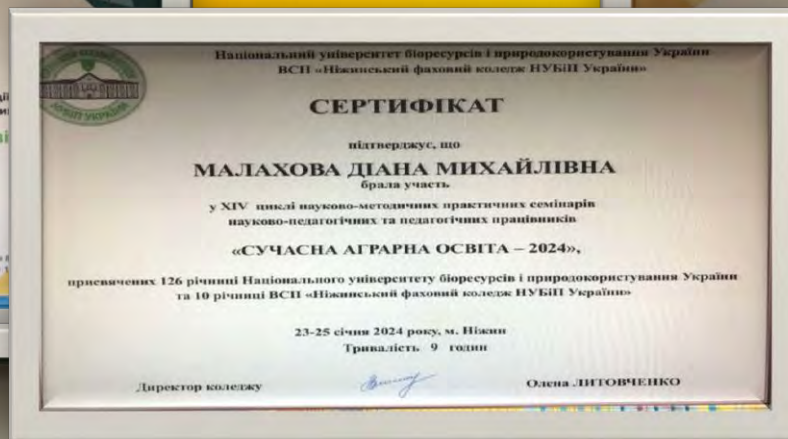 Національний університет біоресурсів і природокористування України
ВСП «Ніжинський фаховий коледж НУБіП України»
СЕРТИФІКАТ
підтверджує, що
МАЛАХОВА ДІАНА МИХАЙЛІВНА
брала участь
у XIV циклі науково-методичних практичних семінарів
науково-педагогічних та педагогічних працівників
«СУЧАСНА АГРАРНА ОСВІТА – 2024»,
присвячених 126 річниці Національного університету біоресурсів і природокористування України
та 10 річниці ВСП «Ніжинський фаховий коледж НУБіП України»
23-25 січня 2024 року, м. Ніжин
Тривалість 9 годин
Директор коледжу
Олена ЛИТОВЧЕНКО